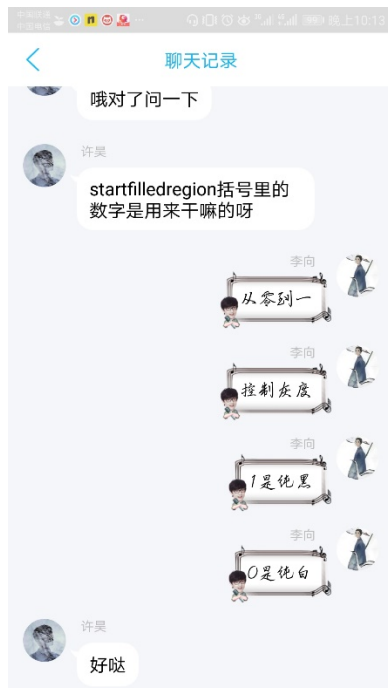 晚上10:13
聊天记录
哦对了问一下
许昊
startfilledregion括号里的
数字是用来干嘛的呀
李向
从零到一
李向
控制灰度
李向
1是纯黑
李向
0是纯白
许昊
好哒